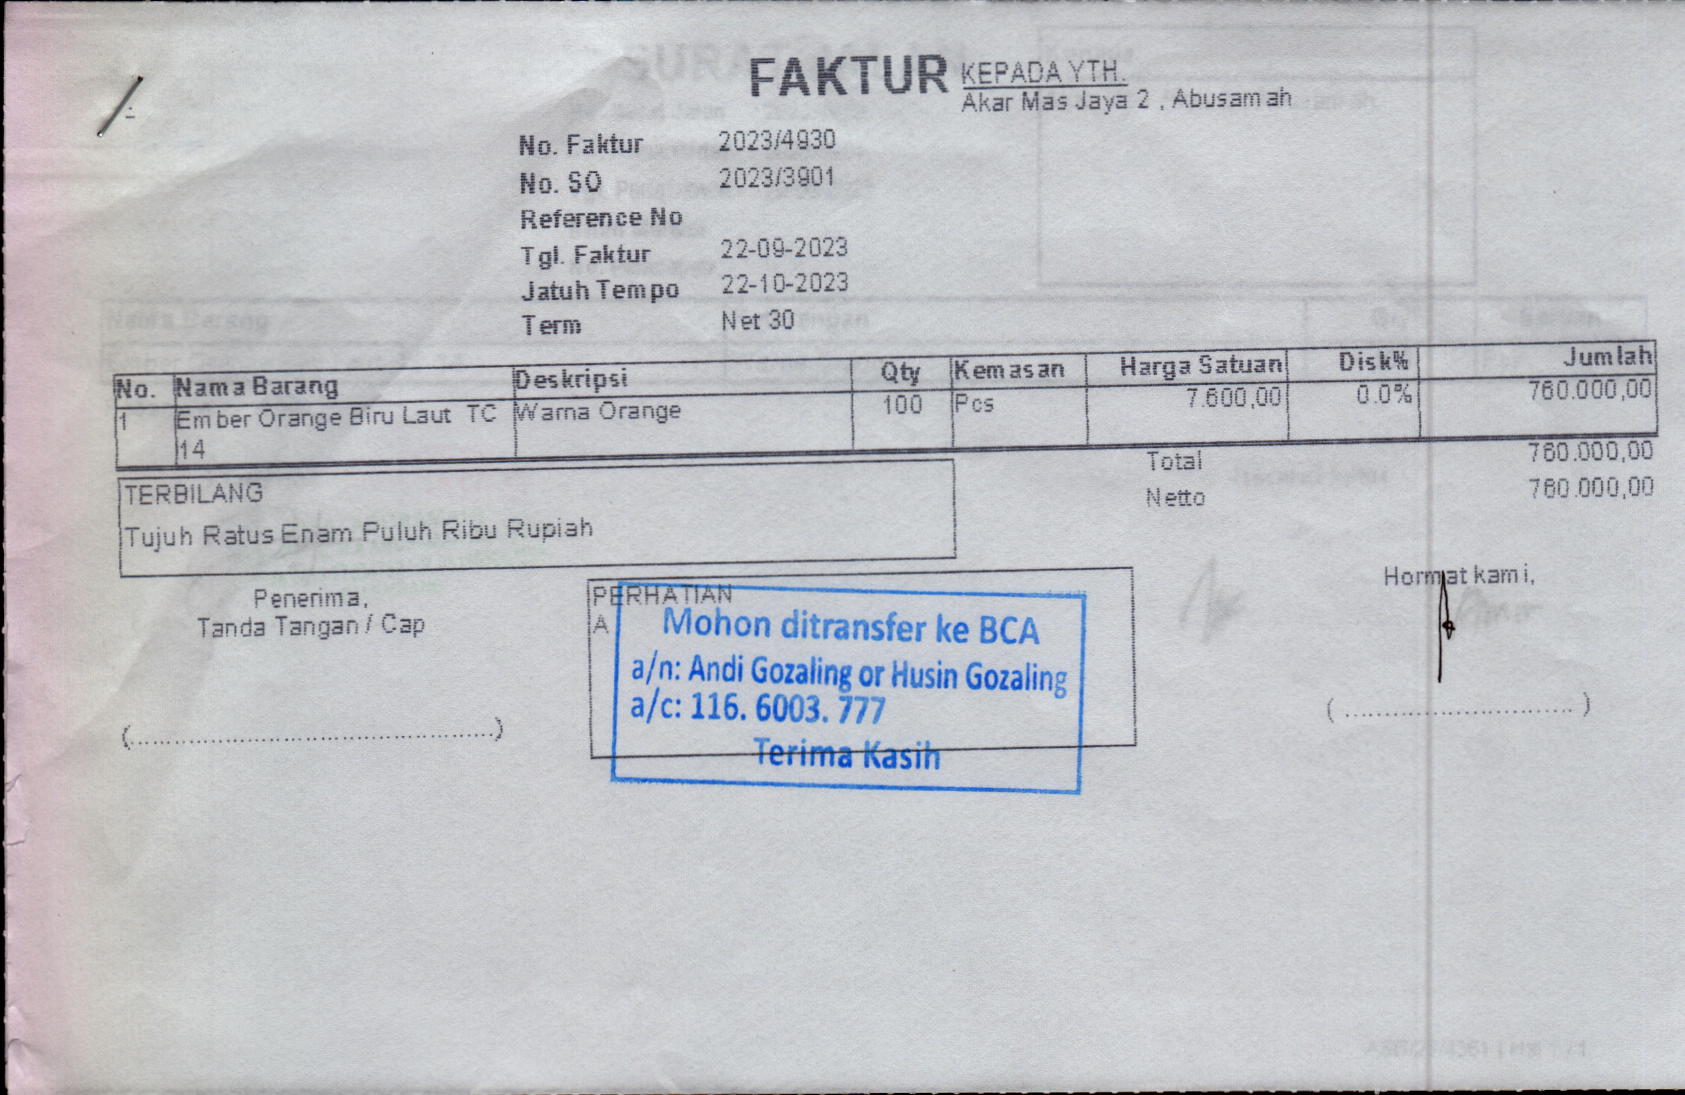 FAKTUR
KEPADA YTH.
Akar Mas Jaya 2 , Abusamah
No. Faktur 2023/4930
No. SO 2023/3901
Reference No
Tgl. Faktur 22-09-2023
Jatuh Tempo 22-10-2023
Term Net 30
No. Nama Barang Deskripsi Qty Kemasan Harga Satuan Disk% Jumlah
1 Ember Orange Biru Laut TC Warna Orange 100 Pcs 7.600,00 0.0% 760.000,00
14
Total 760.000,00
Netto 760.000,00
TERBILANG
Tujuh Ratus Enam Puluh Ribu Rupiah
Penerima,
Tanda Tangan / Cap
PERHATIAN
A
Mohon ditransfer ke BCA
a/n: Andi Gozaling or Husin Gozaling
a/c: 116. 6003. 777
Terima Kasih
Hormat kami,
(..............................................)
( ............................. )